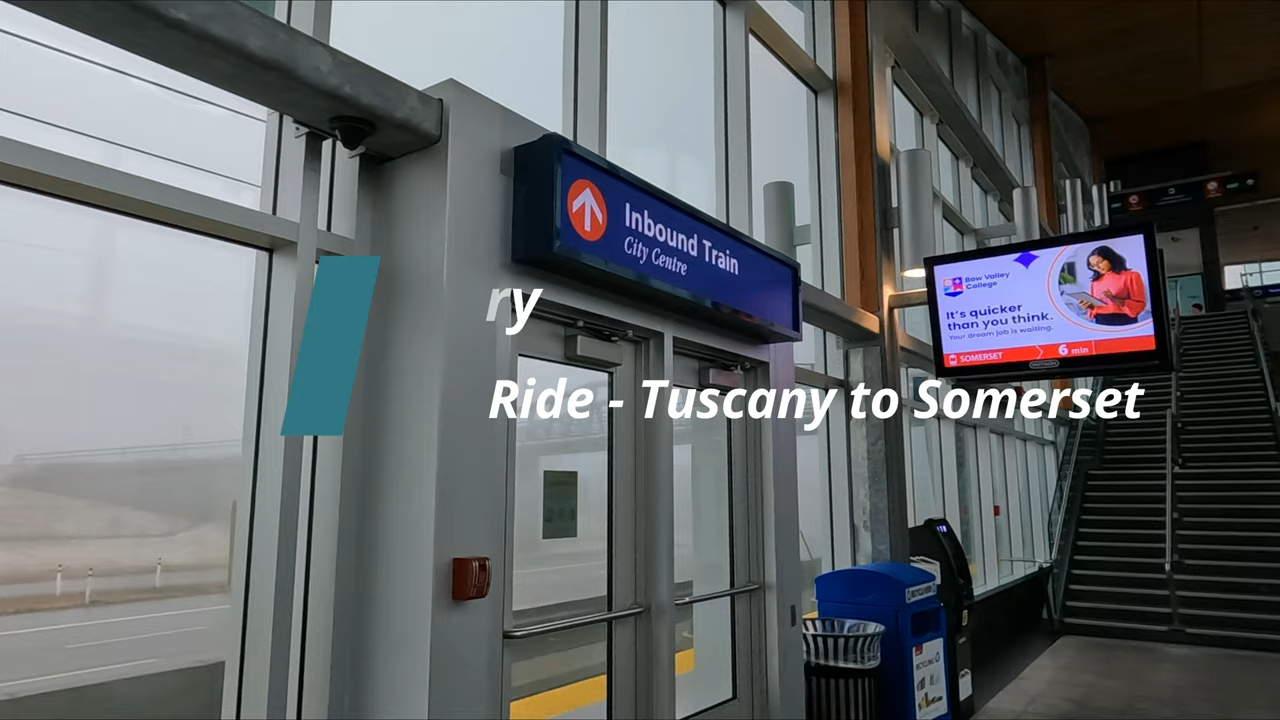 Inbound Train
City Centre
Bow Valley
College
It's quicker
than you think.
Your dream job is waiting.
SOMERSET 6 min
ry
Ride - Tuscany to Somerset